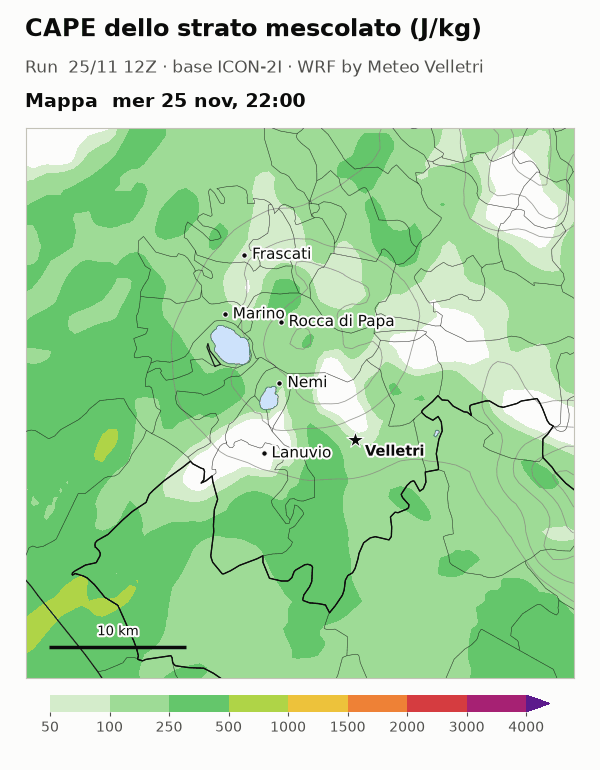 CAPE dello strato mescolato (J/kg)
Run  25/11 12Z · base ICON-2I · WRF by Meteo Velletri
Mappa  mer 25 nov, 22:00
Frascati
Marino
Rocca di Papa
Nemi
Velletri
Lanuvio
10 km
50 100 250 500 1000 1500 2000 3000 4000